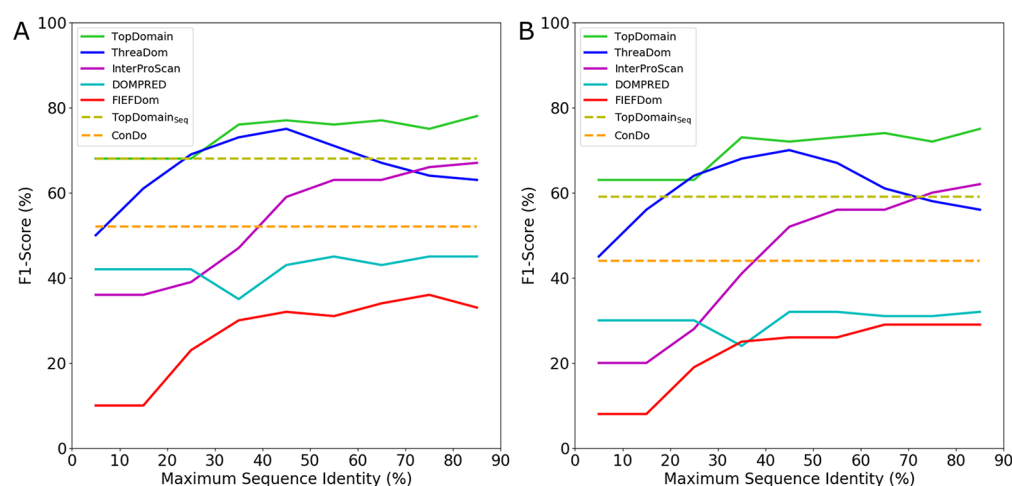 A
100
80
60
40
20
0
F1-Score (%)
TopDomain
ThreaDom
InterProScan
DOMPRED
FIEFDom
TopDomainSeq
ConDo
0 10 20 30 40 50 60 70 80 90
Maximum Sequence Identity (%)
B
100
80
60
40
20
0
F1-Score (%)
TopDomain
ThreaDom
InterProScan
DOMPRED
FIEFDom
TopDomainSeq
ConDo
0 10 20 30 40 50 60 70 80 90
Maximum Sequence Identity (%)